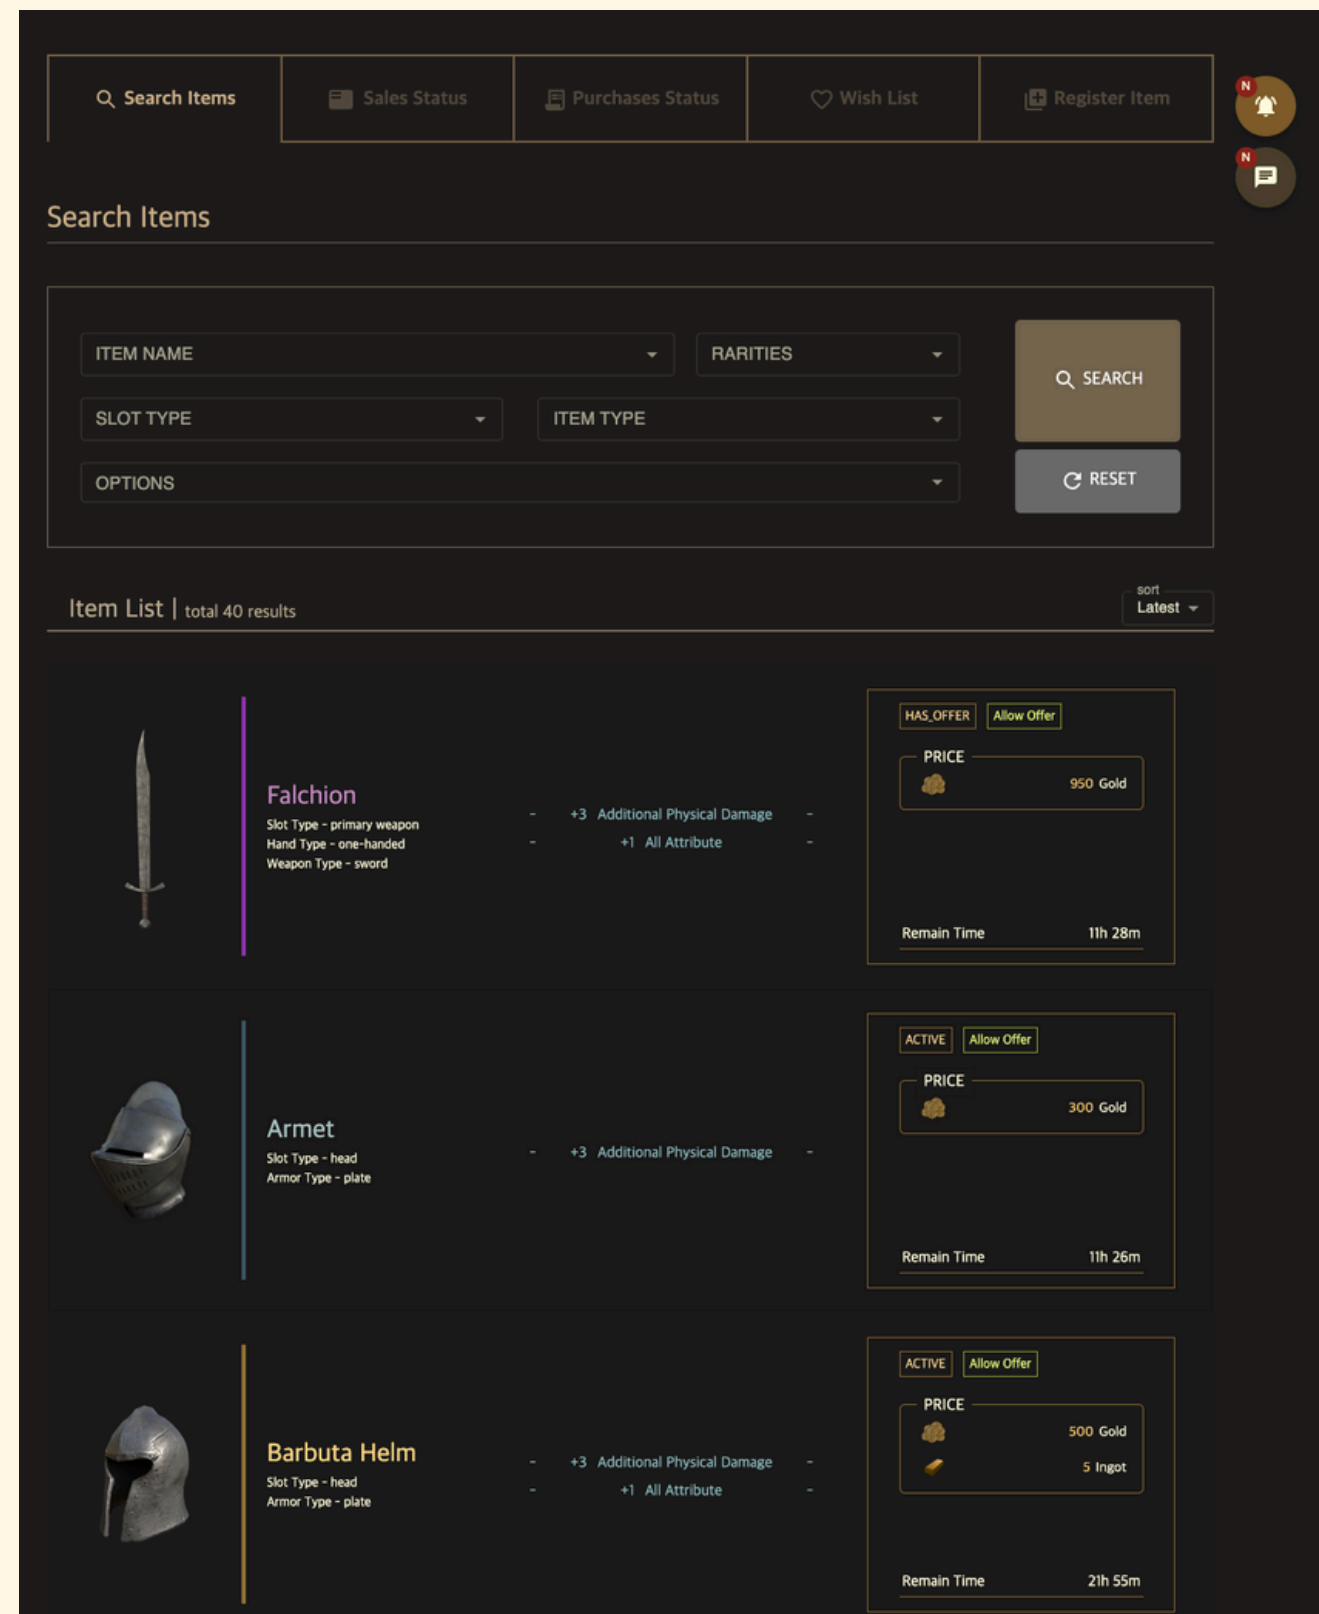 Search Items
Sales Status
Purchases Status
Wish List
Register Item
N
N
Search Items
ITEM NAME
RARITIES
SEARCH
SLOT TYPE
ITEM TYPE
OPTIONS
RESET
Item List | total 40 results
sort
Latest
Falchion
Slot Type - primary weapon
Hand Type - one-handed
Weapon Type - sword
- +3 Additional Physical Damage -
- +1 All Attribute -
HAS_OFFER
Allow Offer
PRICE
950 Gold
Remain Time 11h 28m
Armet
Slot Type - head
Armor Type - plate
- +3 Additional Physical Damage -
ACTIVE
Allow Offer
PRICE
300 Gold
Remain Time 11h 26m
Barbuta Helm
Slot Type - head
Armor Type - plate
- +3 Additional Physical Damage -
- +1 All Attribute -
ACTIVE
Allow Offer
PRICE
500 Gold
5 Ingot
Remain Time 21h 55m